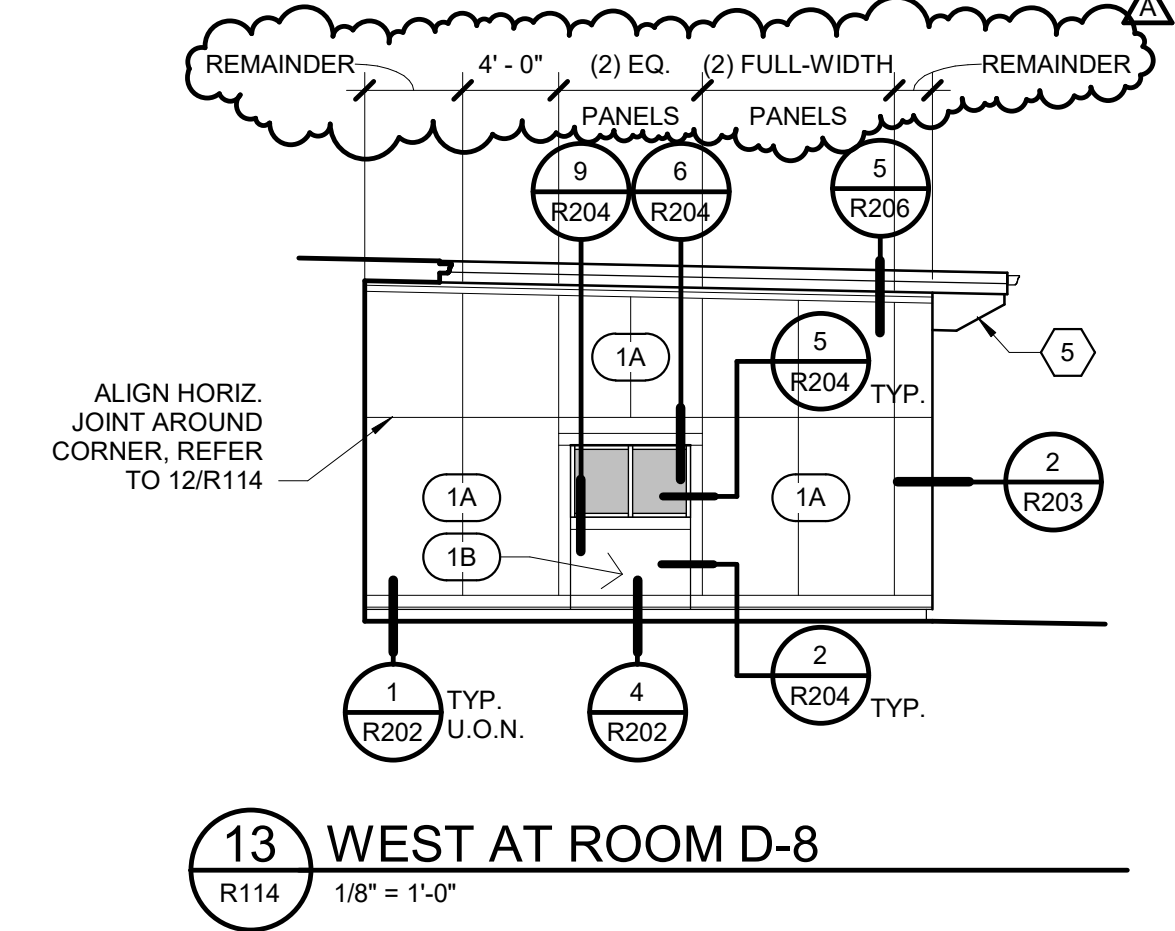 A
REMAINDER 4' - 0" (2) EQ. (2) FULL-WIDTH REMAINDER
PANELS PANELS
9 6 5
R204 R204 R206
1A
5
R204 TYP.
5
ALIGN HORIZ.
JOINT AROUND
CORNER, REFER
TO 12/R114
1A 1A
2
R203
1B
1 TYP.
R202 U.O.N.
4
R202
2
R204 TYP.
13 WEST AT ROOM D-8
R114 1/8" = 1'-0"